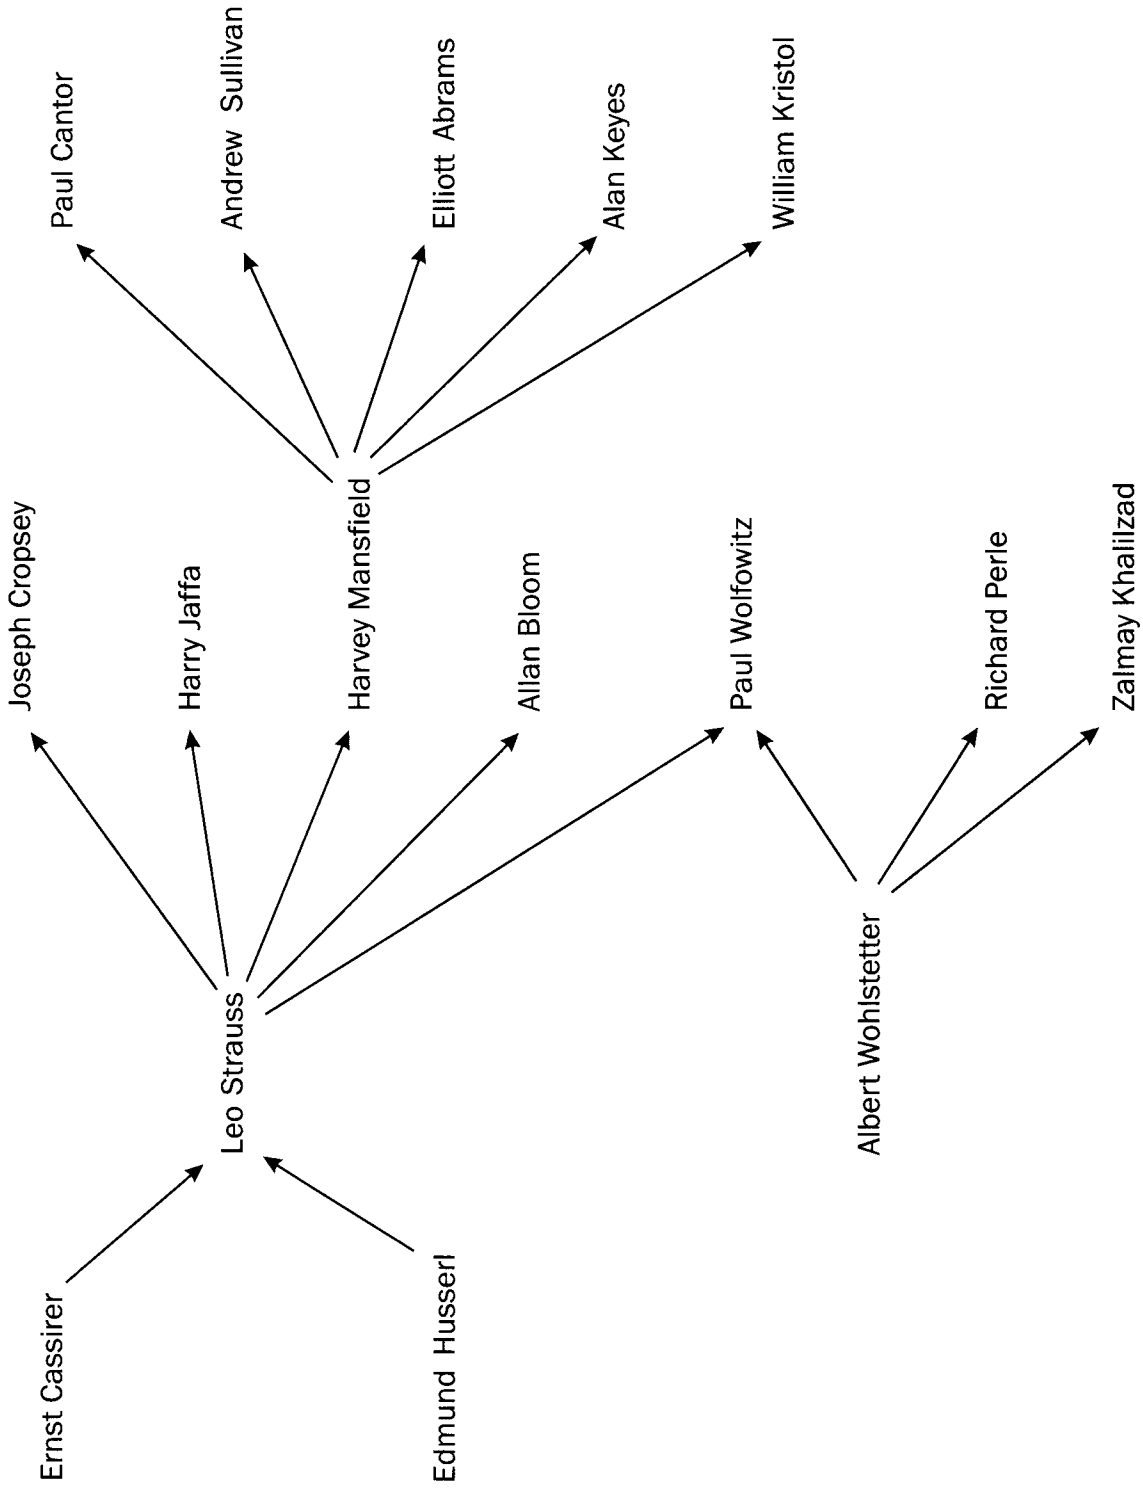 Ernst Cassirer
Edmund Husserl
Leo Strauss
Albert Wohlstetter
Joseph Cropsey
Harry Jaffa
Harvey Mansfield
Allan Bloom
Paul Wolfowitz
Richard Perle
Zalmay Khalilzad
Paul Cantor
Andrew Sullivan
Elliott Abrams
Alan Keyes
William Kristol